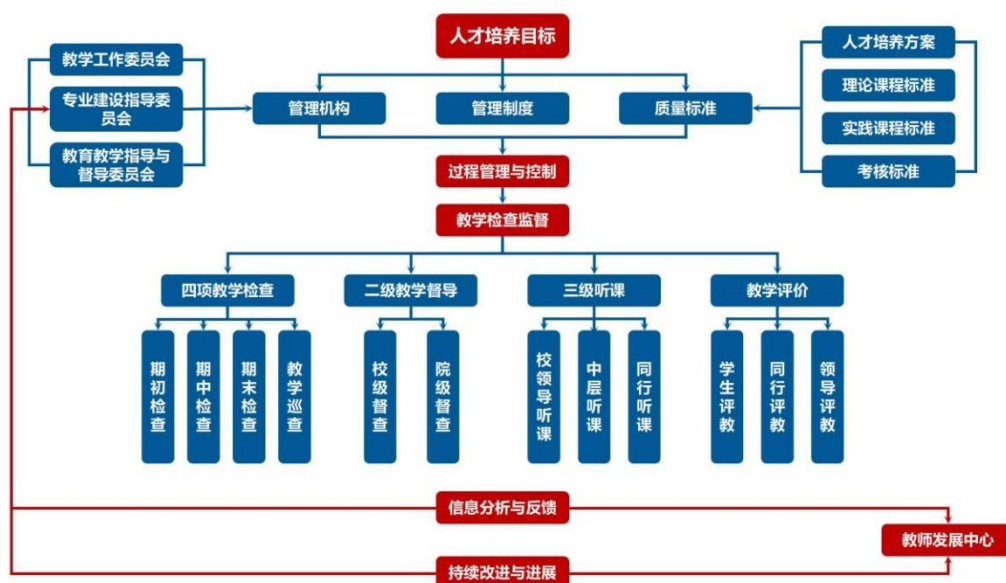 人才培养目标
教学工作委员会
专业建设指导委
员会
教育教学指导与
督导委员会
管理机构
管理制度
质量标准
人才培养方案
理论课程标准
实践课程标准
考核标准
过程管理与控制
教学检查监督
四项教学检查
二级教学督导
三级听课
教学评价
期初检查
期中检查
期末检查
教学巡查
校级督查
院级督查
校领导听课
中层听课
同行听课
学生评教
同行评教
领导评教
信息分析与反馈
教师发展中心
持续改进与进展